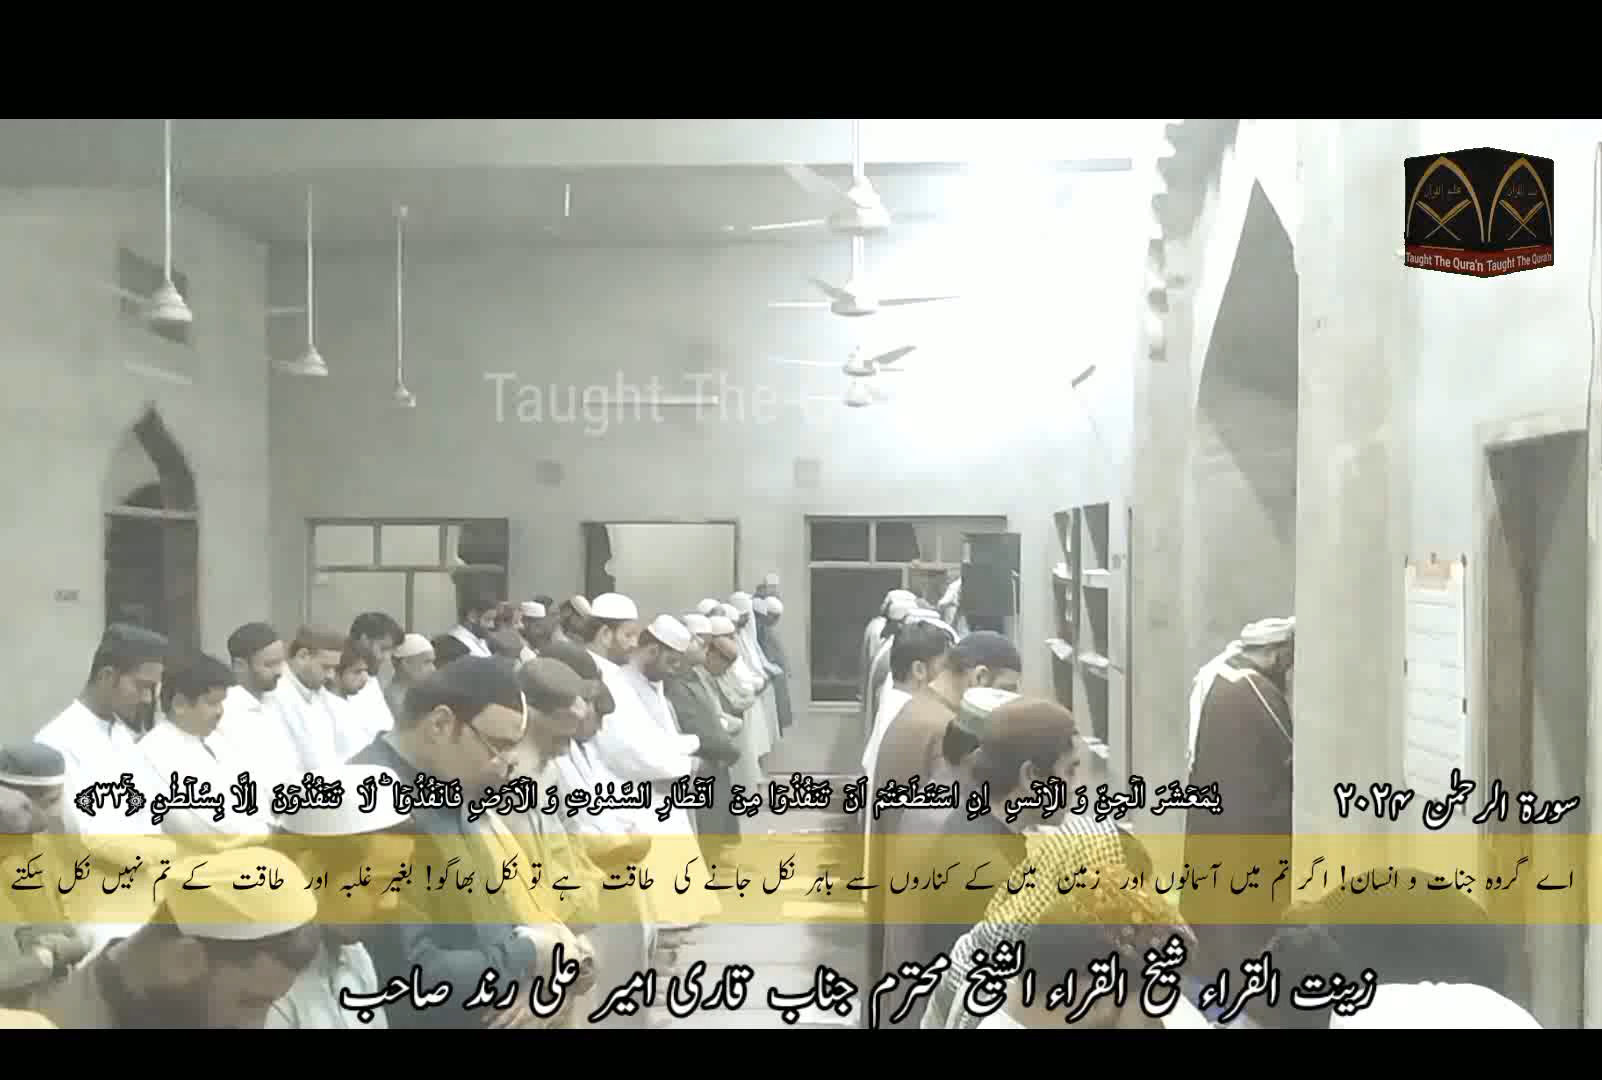 Taught The Qura'n Taught The Qura'n
Taught The
سورۃ الرحمٰن ۲۰۲۴
يٰمَعْشَرَ الْجِنِّ وَ الْاِنْسِ اِنِ اسْتَطَعْتُمْ اَنْ تَنْفُذُوْا مِنْ اَقْطَارِ السَّمٰوٰتِ وَ الْاَرْضِ فَانْفُذُوْا ؕ لَا تَنْفُذُوْنَ اِلَّا بِسُلْطٰنٍ ﴿ۚ۳۳﴾
اے گروہ جنات و انسان! اگر تم میں آسمانوں اور زمین میں کے کناروں سے باہر نکل جانے کی طاقت ہے تو نکل بھاگو! بغیر غلبہ اور طاقت کے تم نہیں نکل سکتے
زینت القراء شیخ القراء الشیخ محترم جناب قاری امیر علی رند صاحب